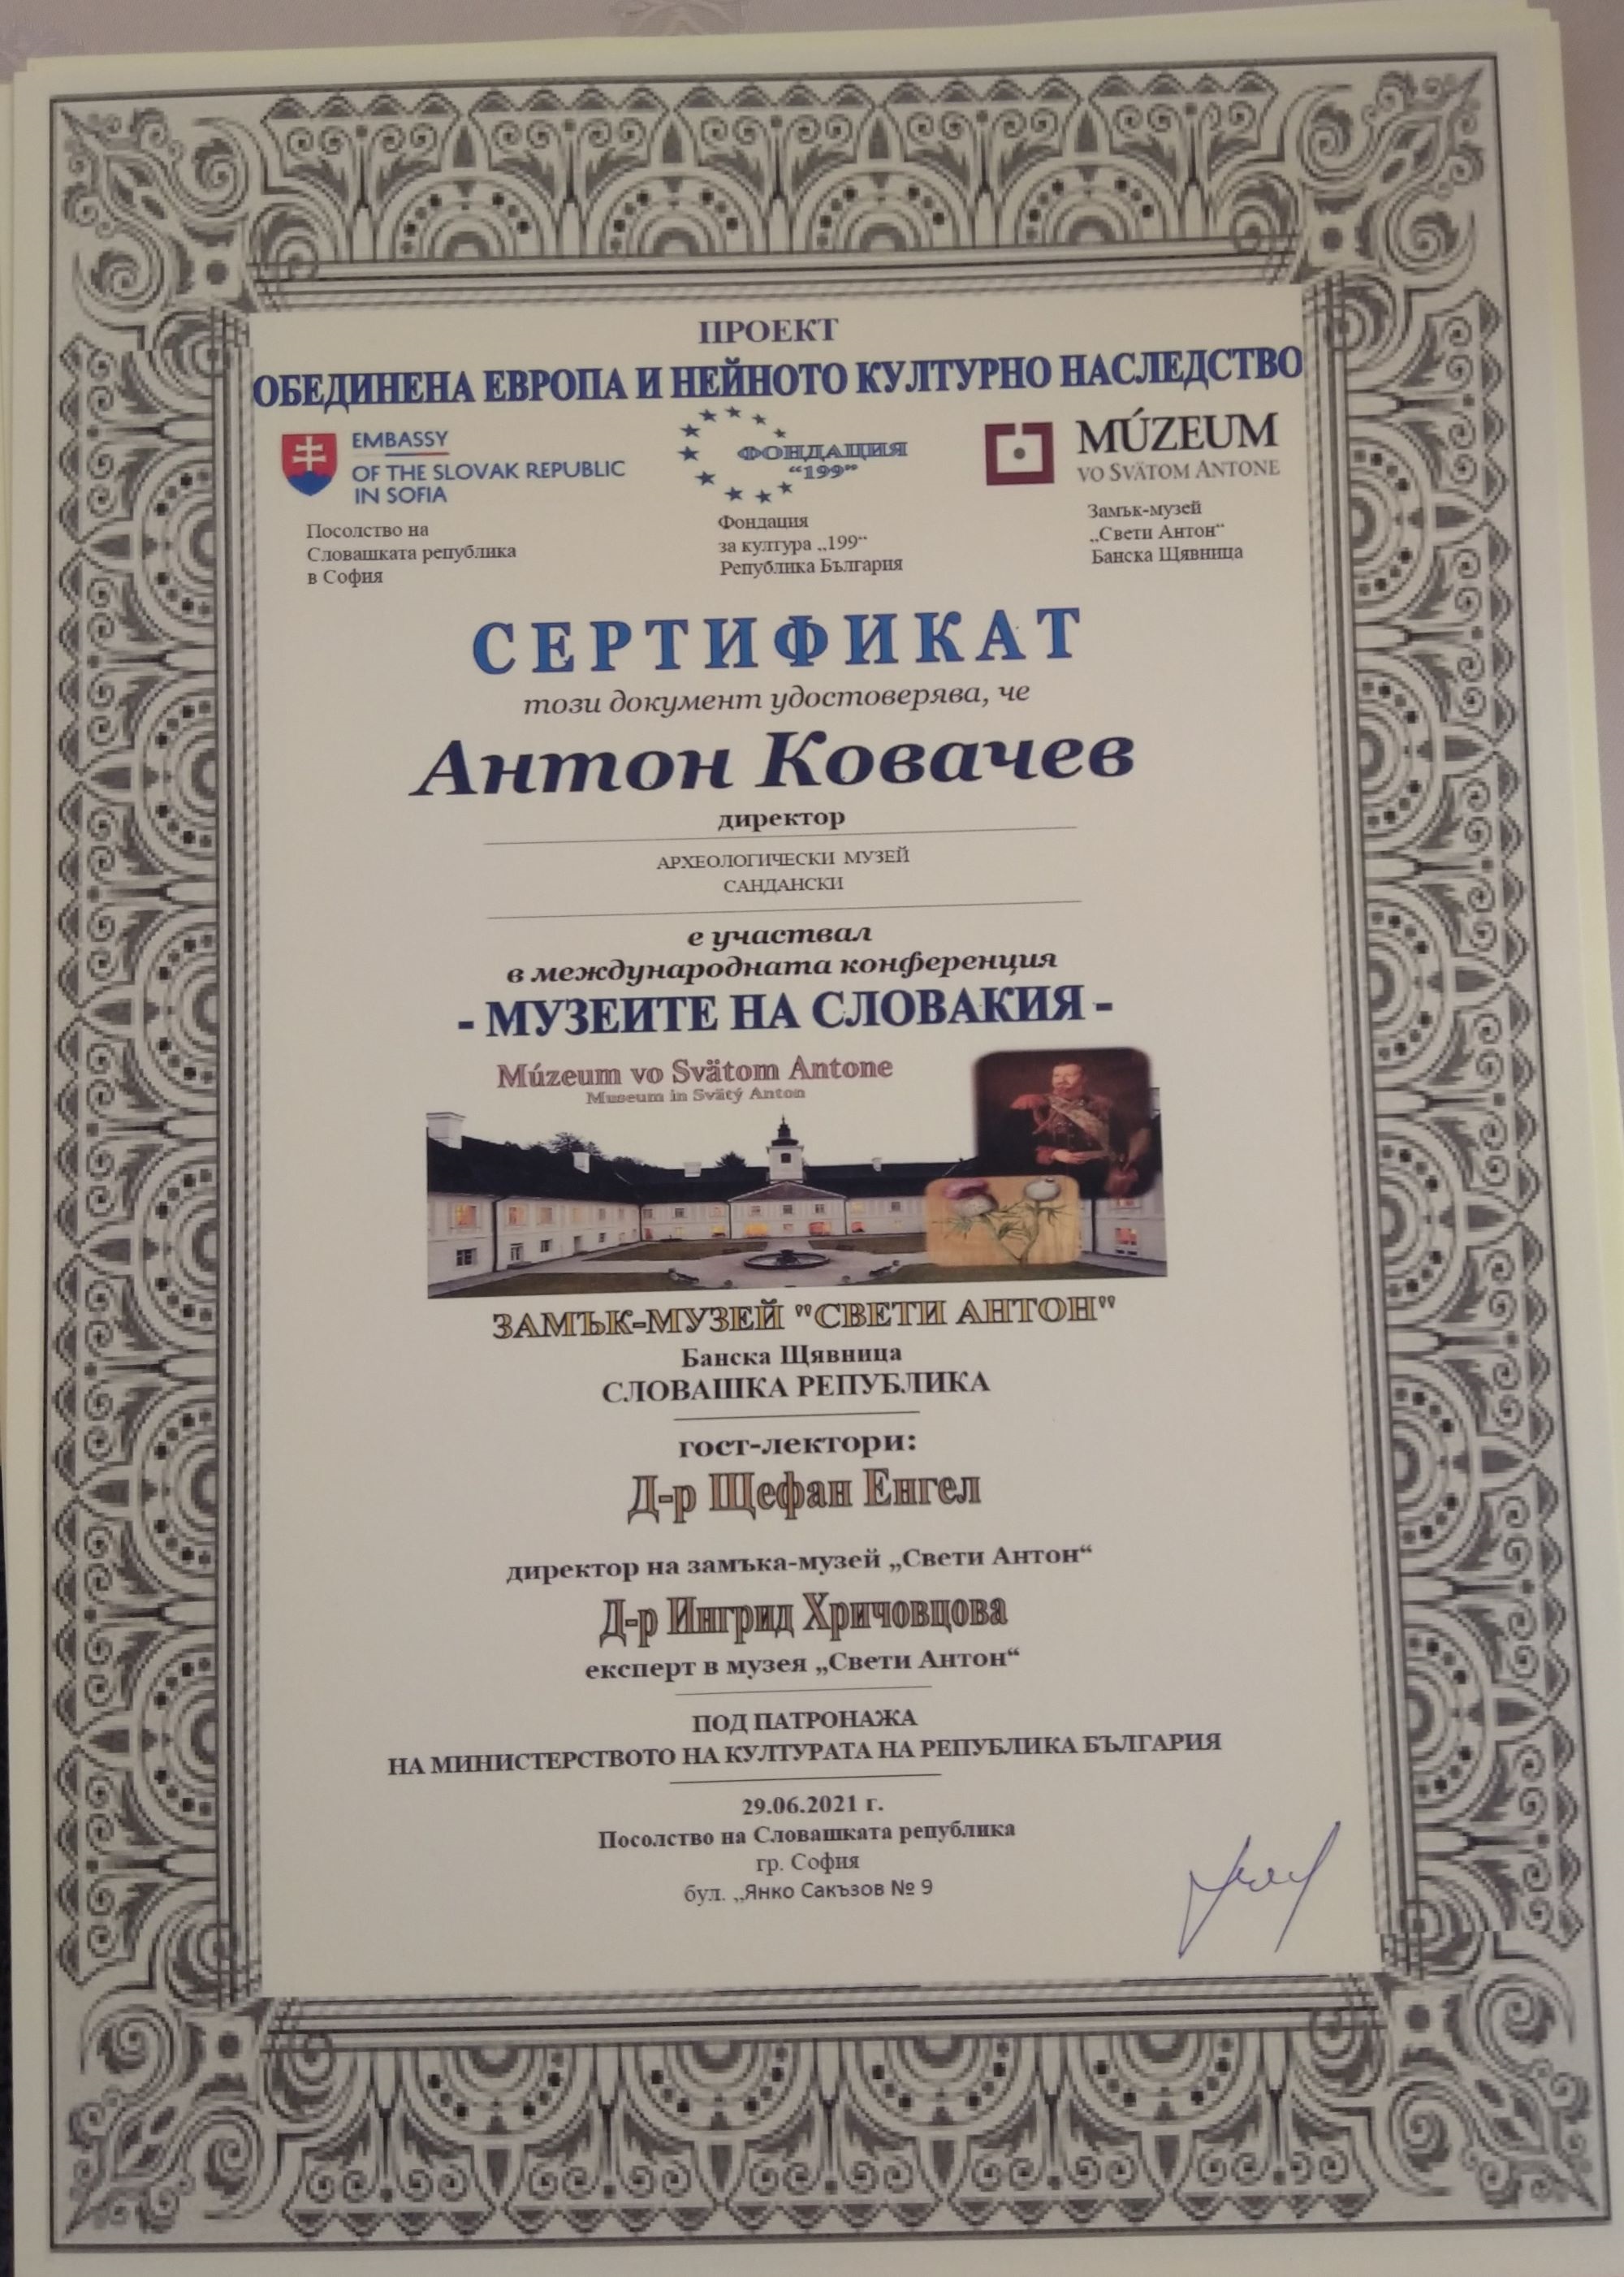 ПРОЕКТ
ОБЕДИНЕНА ЕВРОПА И НЕЙНОТО КУЛТУРНО НАСЛЕДСТВО
EMBASSY
OF THE SLOVAK REPUBLIC
IN SOFIA
Посолство на
Словашката република
в София
ФОНДАЦИЯ
“199”
Фондация
за култура „199“
Република България
MÚZEUM
VO SVÄTOM ANTONE
Замък-музей
„Свети Антон“
Банска Щявница
СЕРТИФИКАТ
този документ удостоверява, че
Антон Ковачев
директор
АРХЕОЛОГИЧЕСКИ МУЗЕЙ
САНДАНСКИ
е участвал
в международната конференция
- МУЗЕИТЕ НА СЛОВАКИЯ -
Múzeum vo Svätom Antone
Museum in Svätý Anton
ЗАМЪК-МУЗЕЙ "СВЕТИ АНТОН"
Банска Щявница
СЛОВАШКА РЕПУБЛИКА
гост-лектори:
Д-р Щефан Енгел
директор на замъка-музей „Свети Антон“
Д-р Ингрид Хричовцова
експерт в музея „Свети Антон“
ПОД ПАТРОНАЖА
НА МИНИСТЕРСТВОТО НА КУЛТУРАТА НА РЕПУБЛИКА БЪЛГАРИЯ
29.06.2021 г.
Посолство на Словашката република
гр. София
бул. „Янко Сакъзов № 9